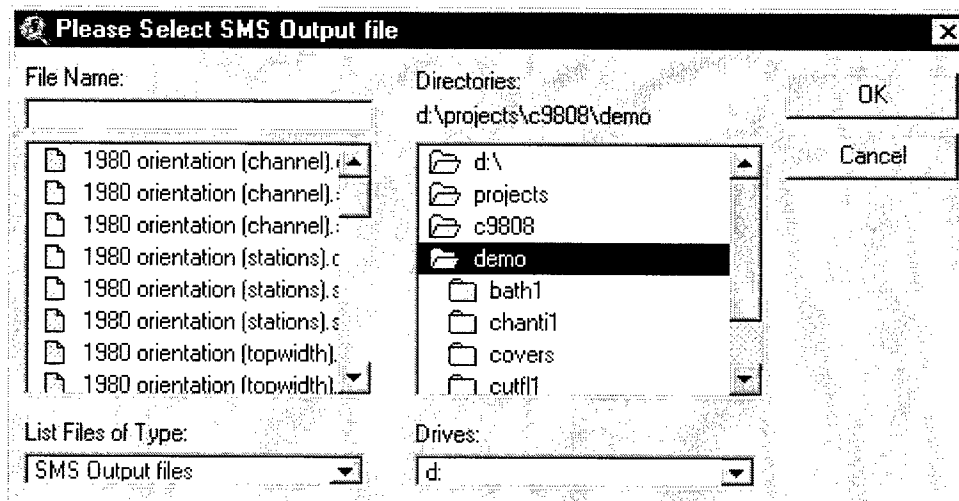 Please Select SMS Output file
File Name:
1980 orientation (channel).
1980 orientation (channel).
1980 orientation (channel).
1980 orientation (stations).
1980 orientation (stations).s
1980 orientation (stations).s
1980 orientation (topwidth).
1980 orientation (topwidth).
List Files of Type:
SMS Output files
Directories:
d:\projects\c9808\demo
d:\
projects
c9808
demo
bath1
chanti1
covers
cutfl1
Drives:
d:
OK
Cancel